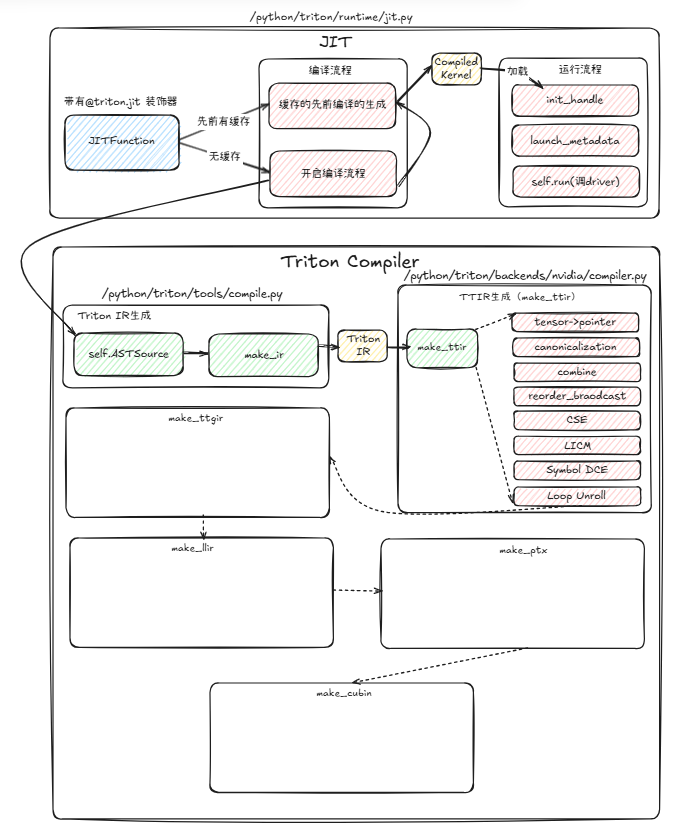 /python/triton/runtime/jit.py
JIT
编译流程
Compiled
Kernel
加载
运行流程
带有@triton.jit 装饰器
JITFunction
先前有缓存
无缓存
缓存的先前编译的生成
开启编译流程
init_handle
launch_metadata
self.run(调driver)
Triton Compiler
/python/triton/tools/compile.py
/python/triton/backends/nvidia/compiler.py
Triton IR生成
self.ASTSource
make_ir
Triton
IR
TTIR生成 (make_ttir)
make_ttir
tensor->pointer
canonicalization
combine
reorder_braodcast
CSE
LICM
Symbol DCE
Loop Unroll
make_ttgir
make_llir
make_ptx
make_cubin